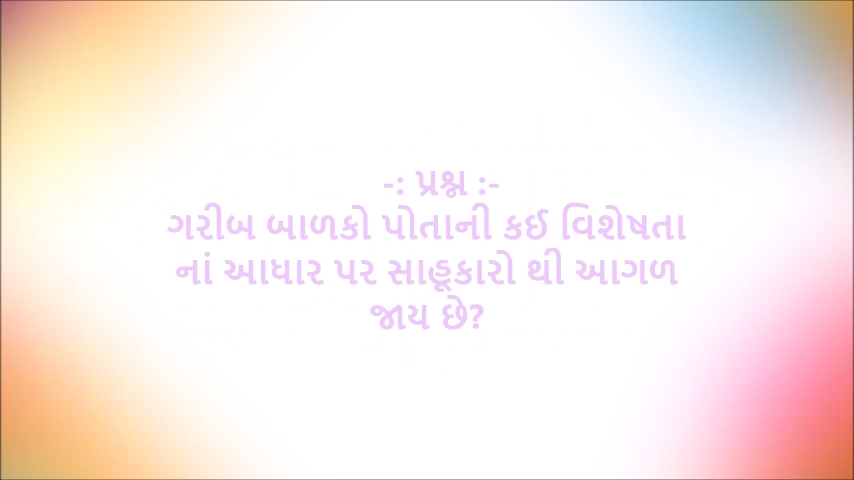 -: પ્રશ્ન :-
ગરીબ બાળકો પોતાની કઈ વિશેષતા
નાં આધાર પર સાહૂકારો થી આગળ
જાય છે?